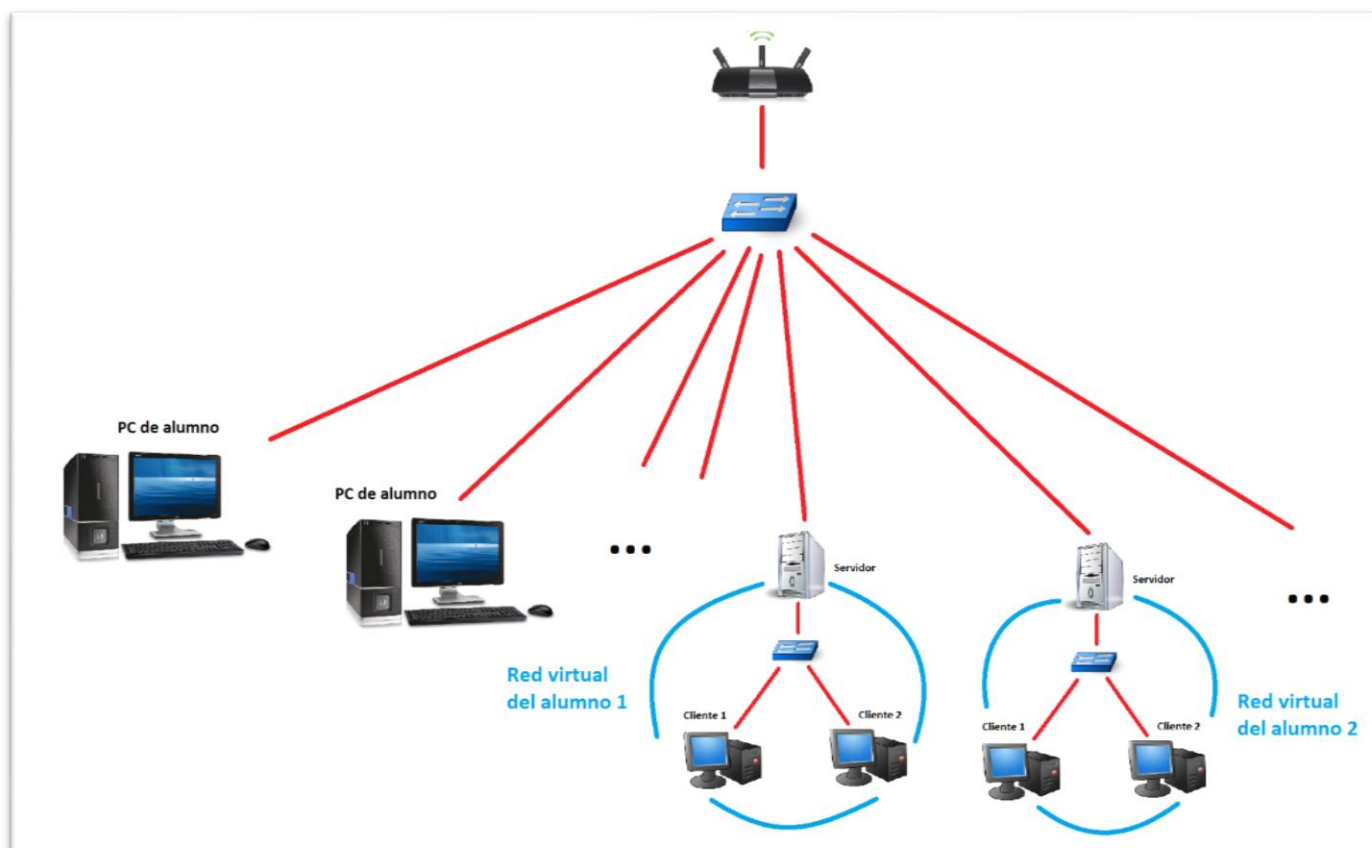 PC de alumno
PC de alumno
...
Servidor
Servidor
...
Red virtual
del alumno 1
Red virtual
del alumno 2
Cliente 1
Cliente 2
Cliente 1
Cliente 2